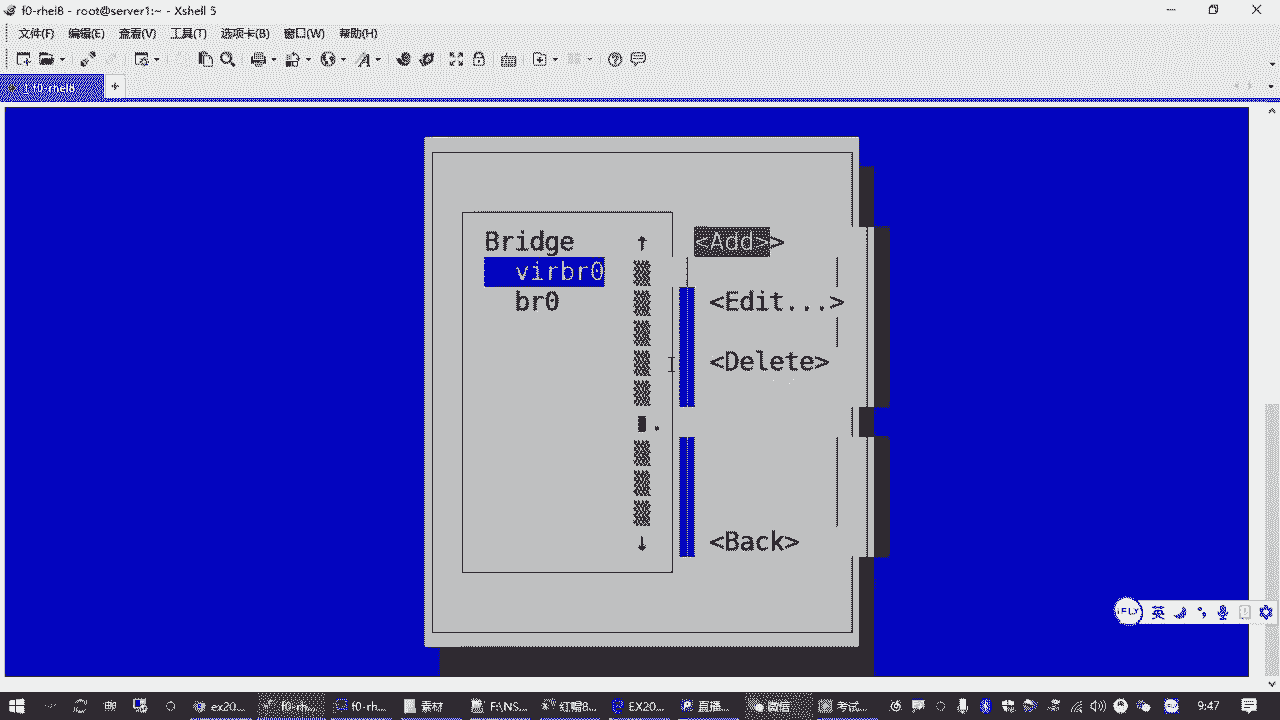 f0-rhel8 - root@server1:~ - Xshell 5
文件(F) 编辑(E) 查看(V) 工具(T) 选项卡(B) 窗口(W) 帮助(H)
1 f0-rhel8
Bridge <Add>>
virbr0
br0 <Edit...>
<Delete>
<Back>
iFLY 英
ex20... f0-rh... f0-rh... 素材 F:\NS... 红帽8... EX20... 直播... 微信 考试... 9:47